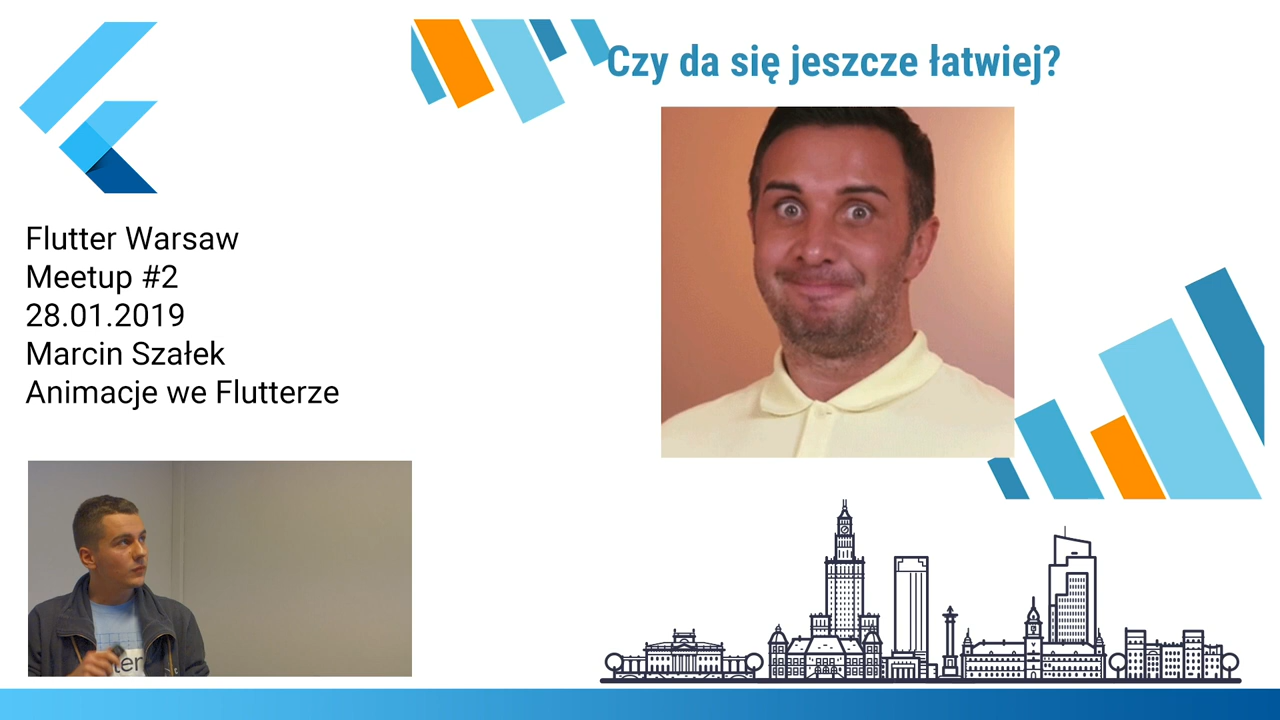 Czy da się jeszcze łatwiej?
Flutter Warsaw
Meetup #2
28.01.2019
Marcin Szałek
Animacje we Flutterze